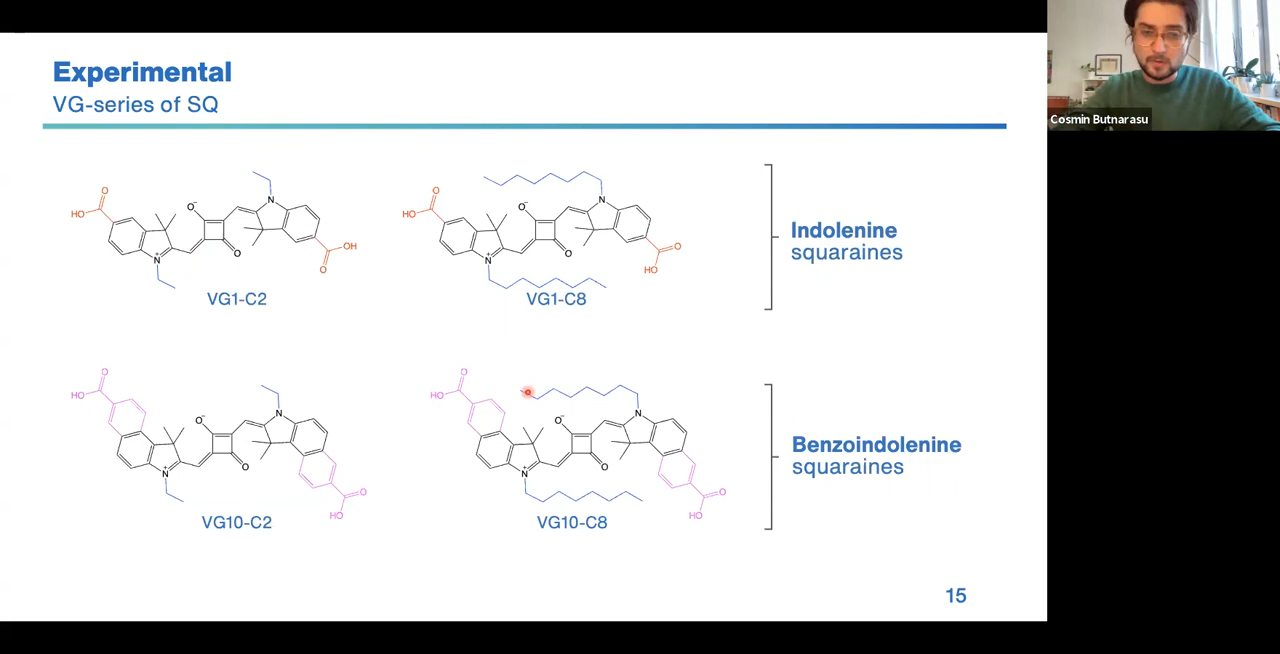 Experimental
VG-series of SQ
Cosmin Butnarasu
O
HO
O⁻
N
N⁺
O
OH
O
VG1-C2
O
HO
O⁻
N
N⁺
O
O
HO
VG1-C8
Indolenine
squaraines
O
HO
O⁻
N
N⁺
O
O
HO
VG10-C2
O
HO
O⁻
N
N⁺
O
O
HO
VG10-C8
Benzoindolenine
squaraines
15